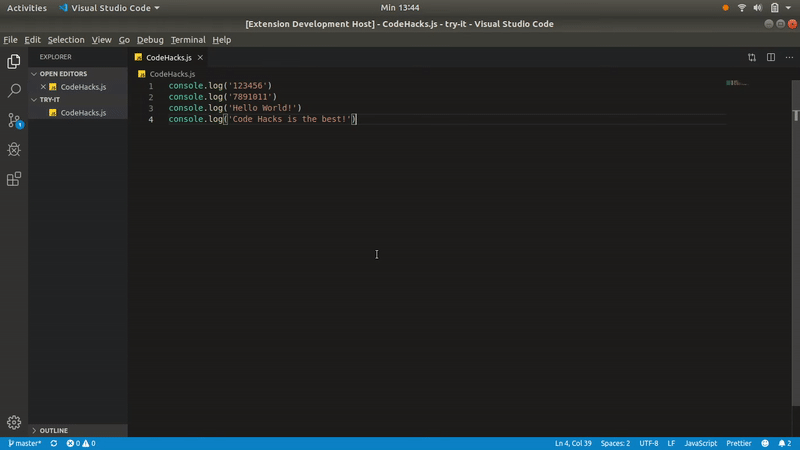 Activities Visual Studio Code Min 13:44
[Extension Development Host] - CodeHacks.js - try-it - Visual Studio Code
File Edit Selection View Go Debug Terminal Help
EXPLORER
OPEN EDITORS
CodeHacks.js
TRY-IT
CodeHacks.js
OUTLINE
1
CodeHacks.js
CodeHacks.js
1 console.log('123456')
2 console.log('7891011')
3 console.log('Hello World!')
4 console.log('Code Hacks is the best!')
master* 0 0 Ln 4, Col 39 Spaces: 2 UTF-8 LF JavaScript Prettier 2